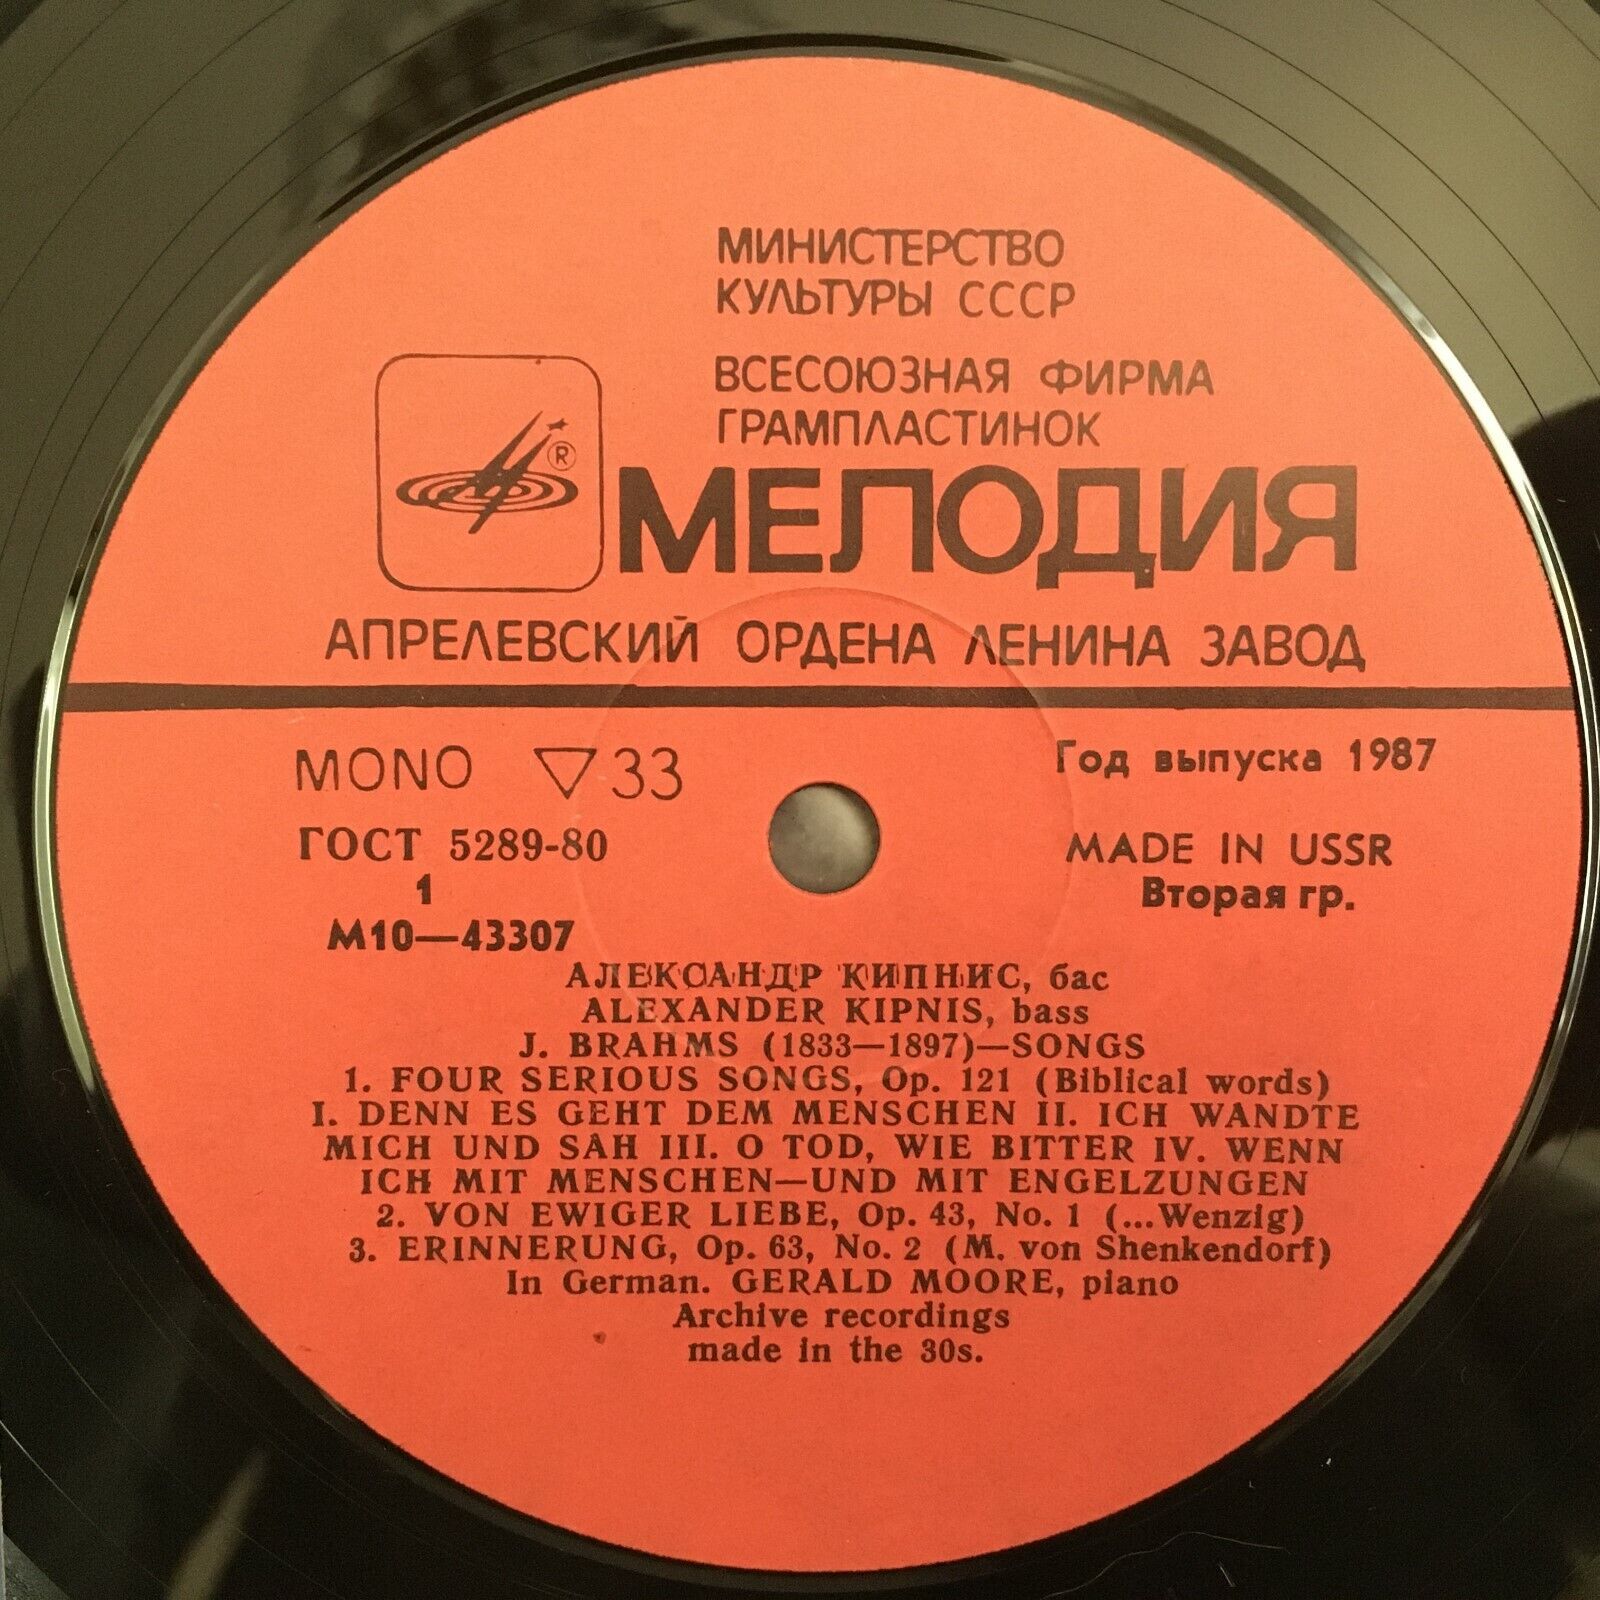 МИНИСТЕРСТВО
КУЛЬТУРЫ СССР
ВСЕСОЮЗНАЯ ФИРМА
ГРАМПЛАСТИНОК
®
МЕЛОДИЯ
АПРЕЛЕВСКИЙ ОРДЕНА ЛЕНИНА ЗАВОД
MONO ▽33
Год выпуска 1987
ГОСТ 5289-80
MADE IN USSR
1
Вторая гр.
М10—43307
АЛЕКСАНДР КИПНИС, бас
ALEXANDER KIPNIS, bass
J. BRAHMS (1833—1897)—SONGS
1. FOUR SERIOUS SONGS, Op. 121 (Biblical words)
I. DENN ES GEHT DEM MENSCHEN II. ICH WANDTE
MICH UND SAH III. O TOD, WIE BITTER IV. WENN
ICH MIT MENSCHEN—UND MIT ENGELZUNGEN
2. VON EWIGER LIEBE, Op. 43, No. 1 (...Wenzig)
3. ERINNERUNG, Op. 63, No. 2 (M. von Shenkendorf)
In German. GERALD MOORE, piano
Archive recordings
made in the 30s.